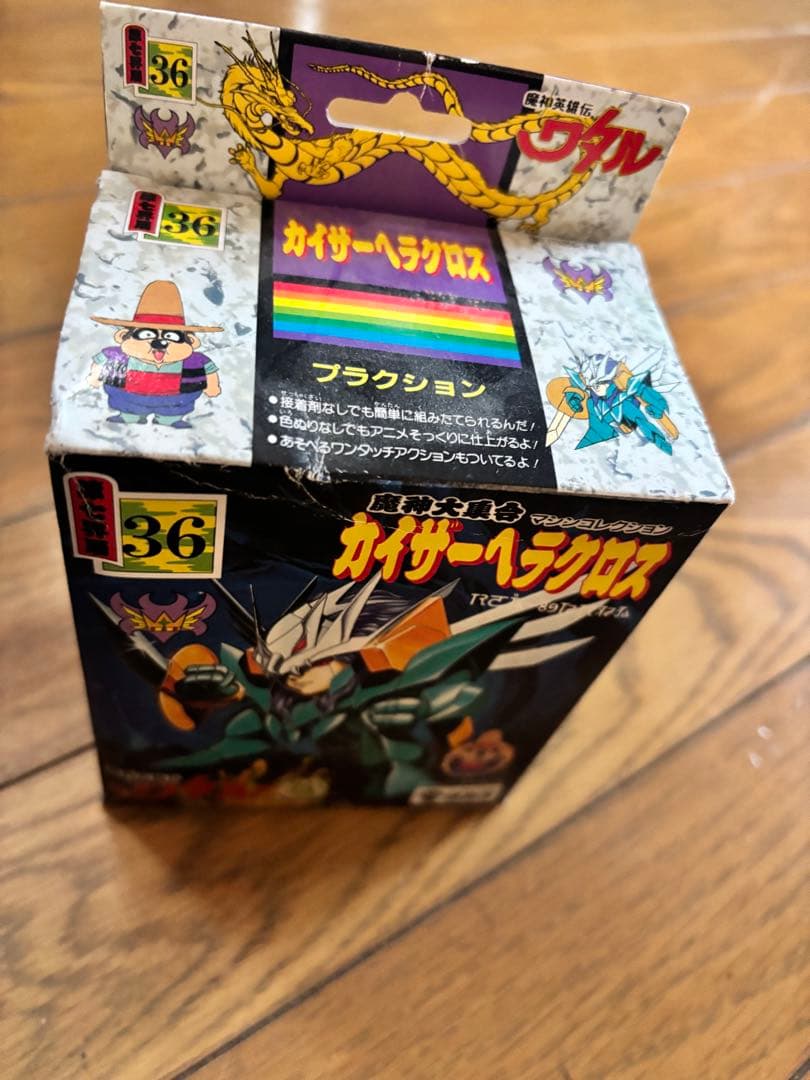 36
魔神英雄伝
ワタル
36
カイザーヘラクロス
プラクション
●接着剤なしでも簡単に組みたてられるんだ!
●色ぬりなしでもアニメそっくりに仕上がるよ!
●あそべるワンタッチアクションもついてるよ!
36
魔神大集合
マシンコレクション
カイザーヘラクロス